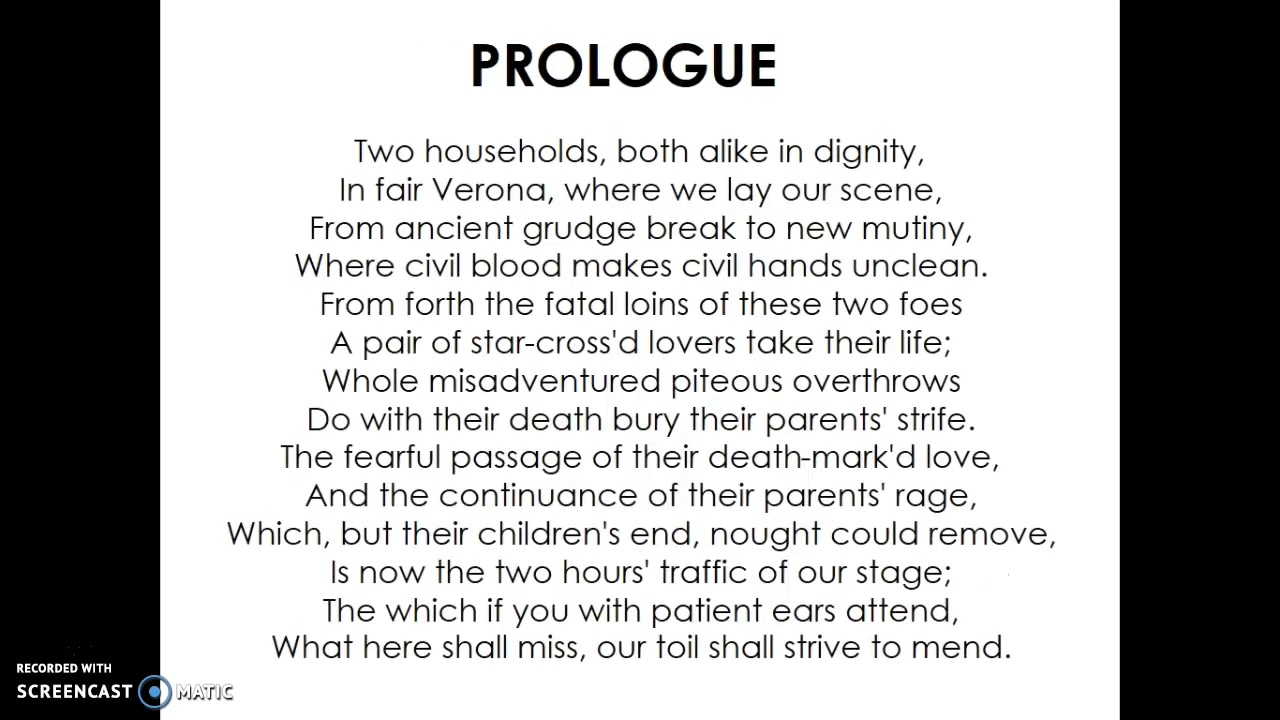 PROLOGUE
Two households, both alike in dignity,
In fair Verona, where we lay our scene,
From ancient grudge break to new mutiny,
Where civil blood makes civil hands unclean.
From forth the fatal loins of these two foes
A pair of star-cross'd lovers take their life;
Whole misadventured piteous overthrows
Do with their death bury their parents' strife.
The fearful passage of their death-mark'd love,
And the continuance of their parents' rage,
Which, but their children's end, nought could remove,
Is now the two hours' traffic of our stage;
The which if you with patient ears attend,
What here shall miss, our toil shall strive to mend.
RECORDED WITH
SCREENCAST MATIC